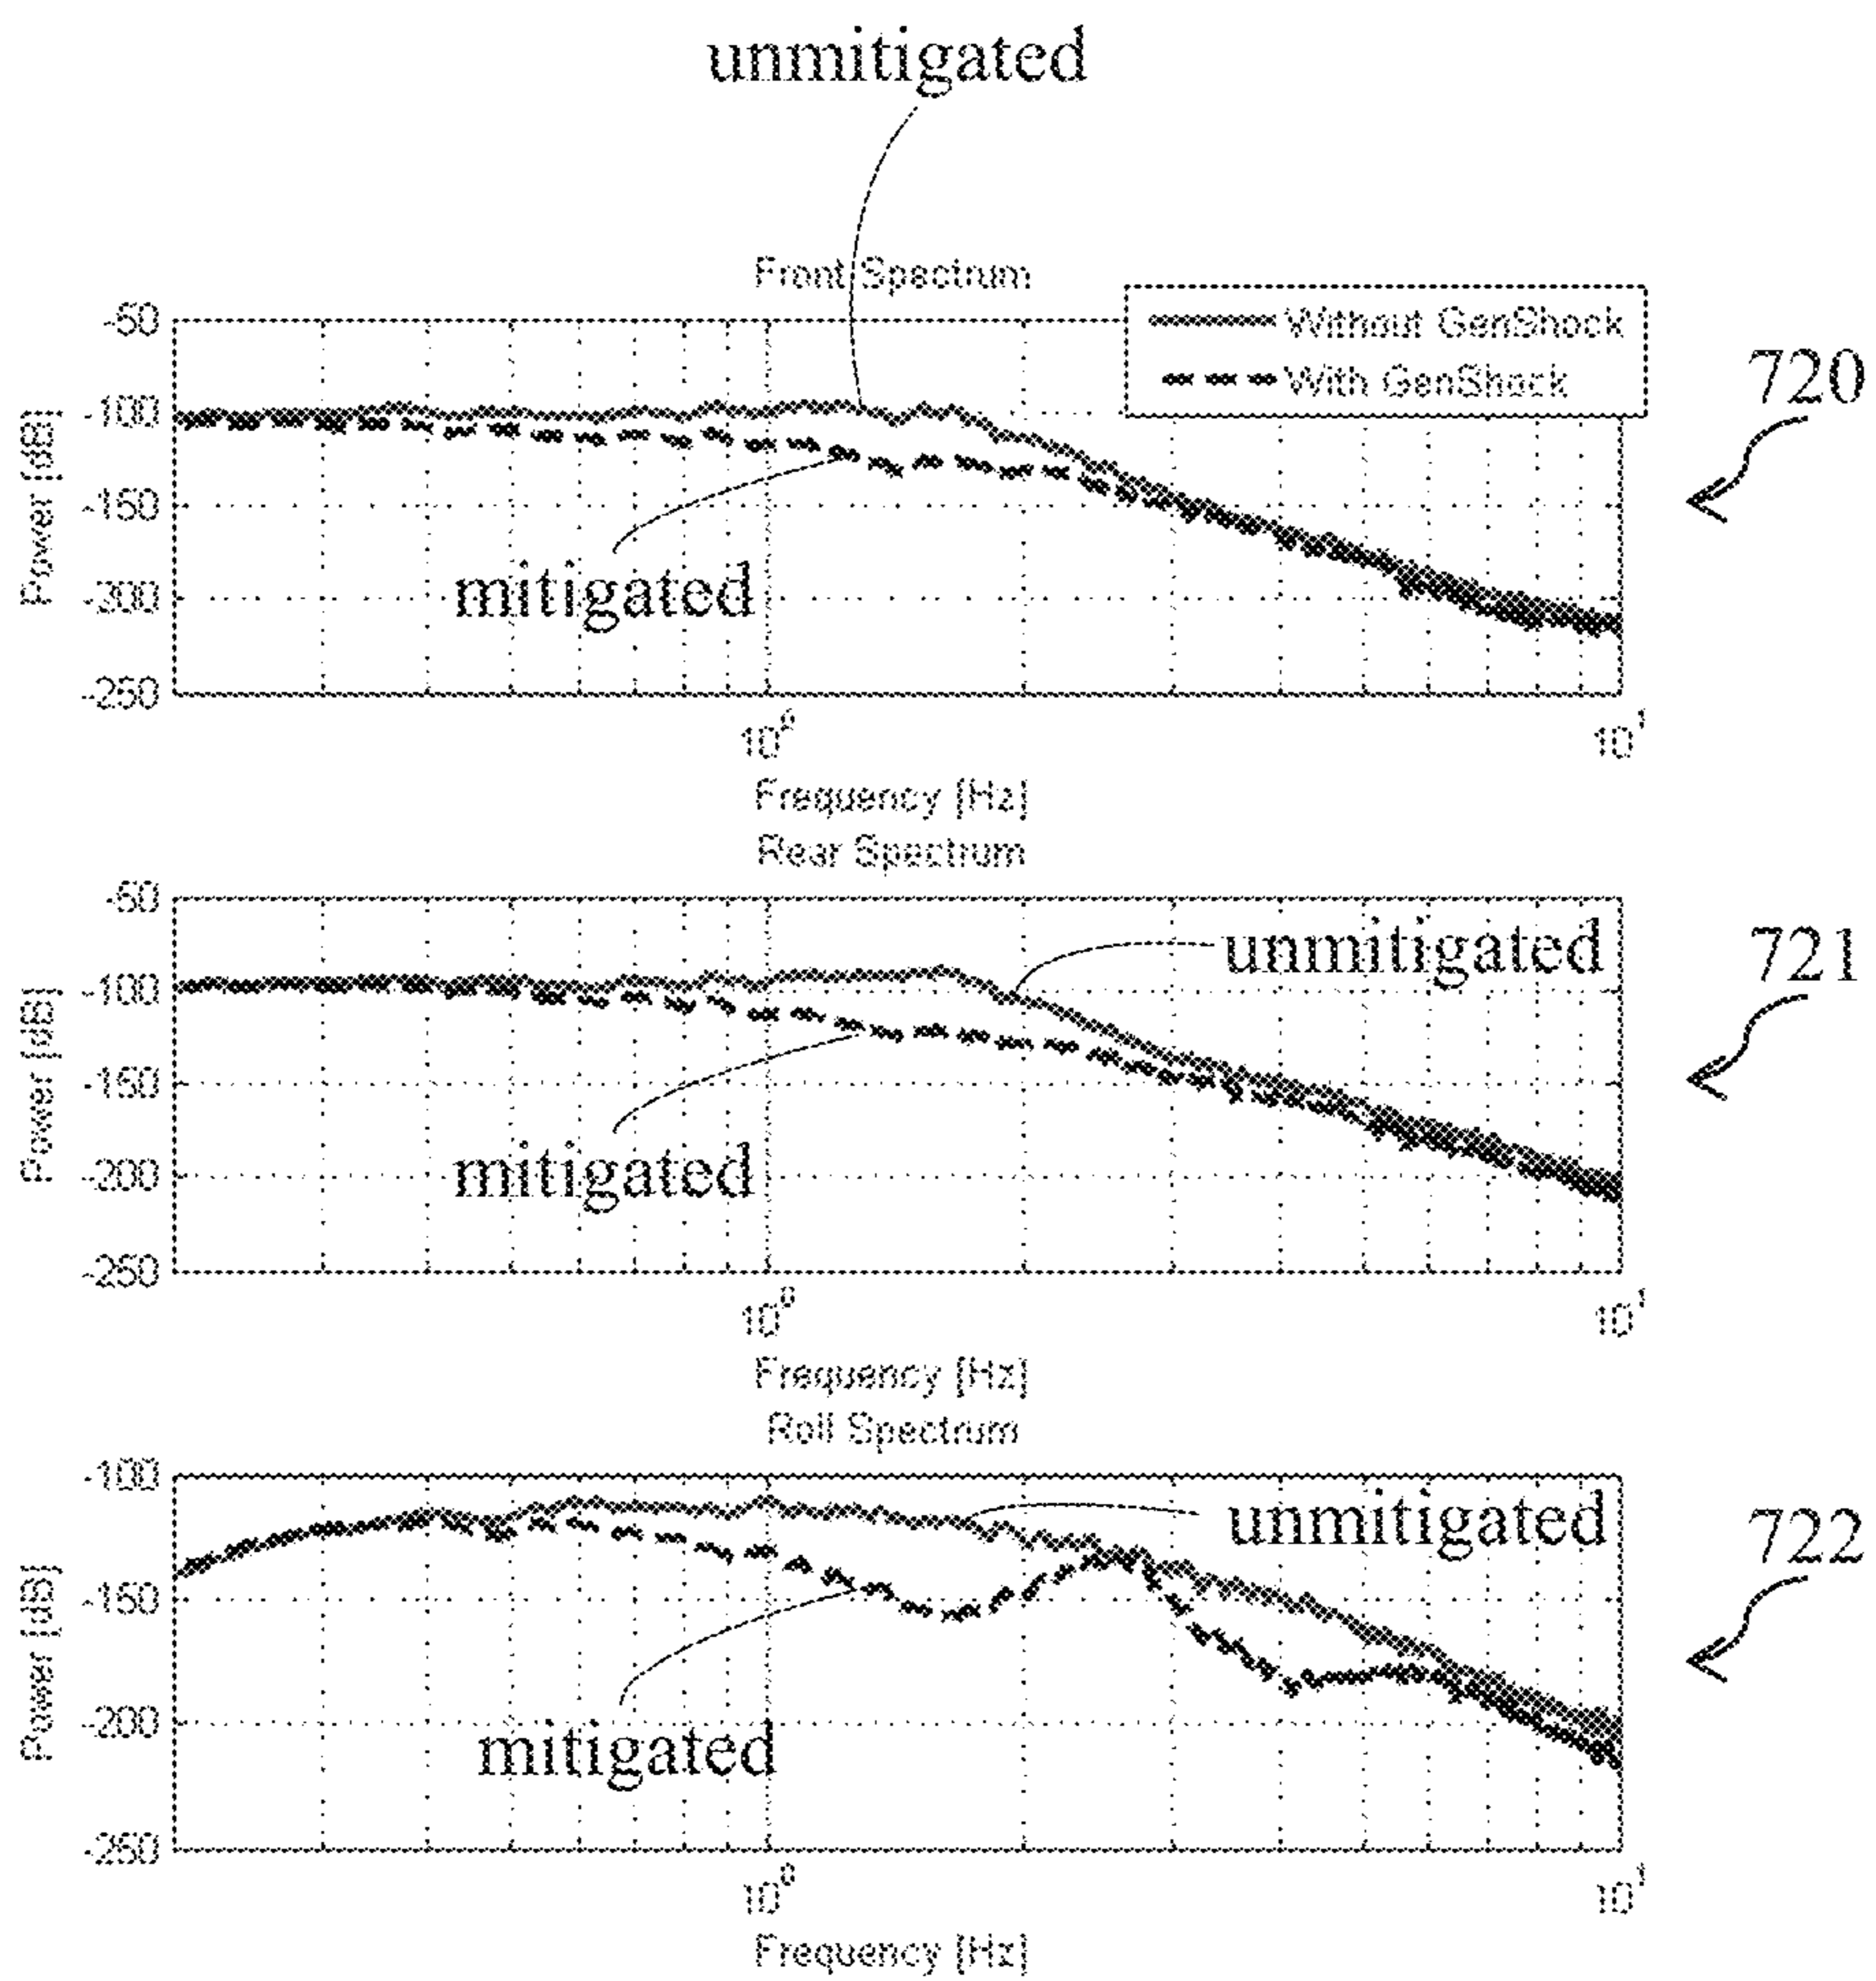 unmitigated
Front Spectrum
Without GenShock
With GenShock
720
-50
-100
-150
-200
-250
Power [dB]
mitigated
10^0
10^1
Frequency [Hz]
Rear Spectrum
721
-50
-100
-150
-200
-250
Power [dB]
unmitigated
mitigated
10^0
10^1
Frequency [Hz]
Roll Spectrum
722
-100
-150
-200
-250
Power [dB]
unmitigated
mitigated
10^0
10^1
Frequency [Hz]